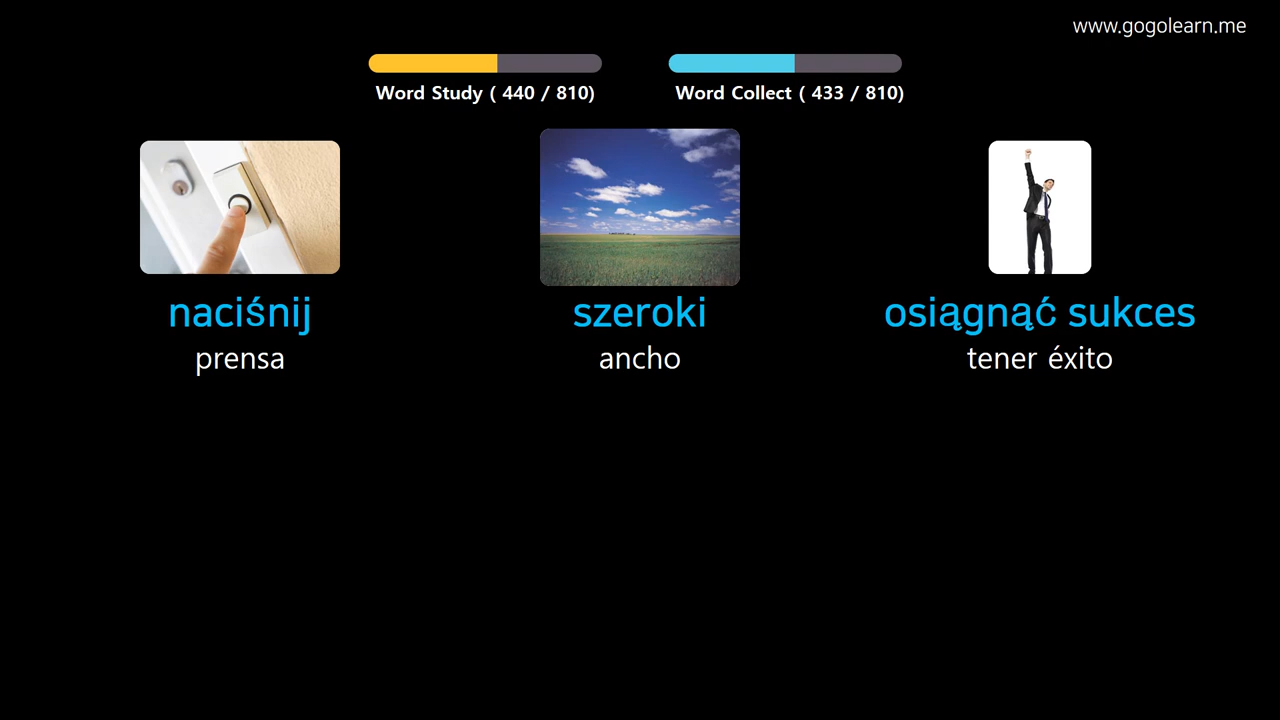 www.gogolearn.me
Word Study ( 440 / 810)
Word Collect ( 433 / 810)
naciśnij
prensa
szeroki
ancho
osiągnąć sukces
tener éxito